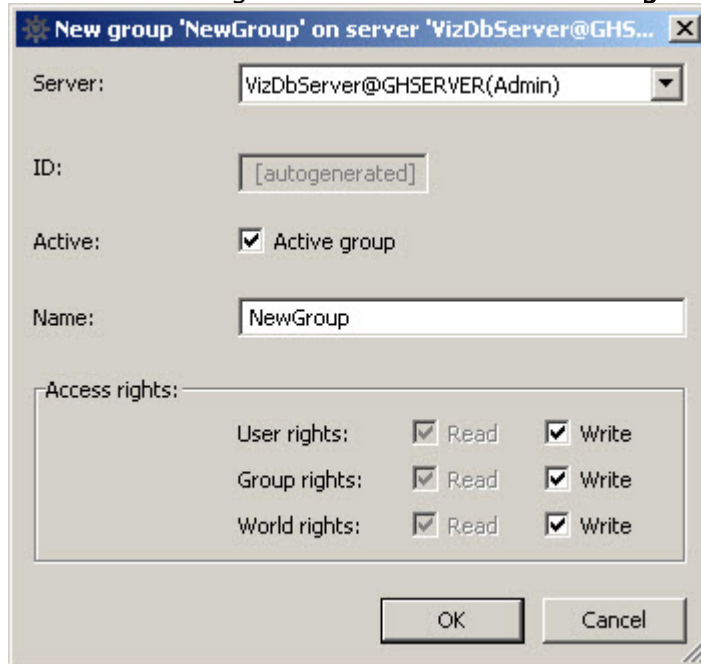 New group 'NewGroup' on server 'VizDbServer@GHS...
Server: VizDbServer@GHSERVER(Admin)
ID: [autogenerated]
Active: Active group
Name: NewGroup
Access rights:
User rights: Read Write
Group rights: Read Write
World rights: Read Write
OK Cancel